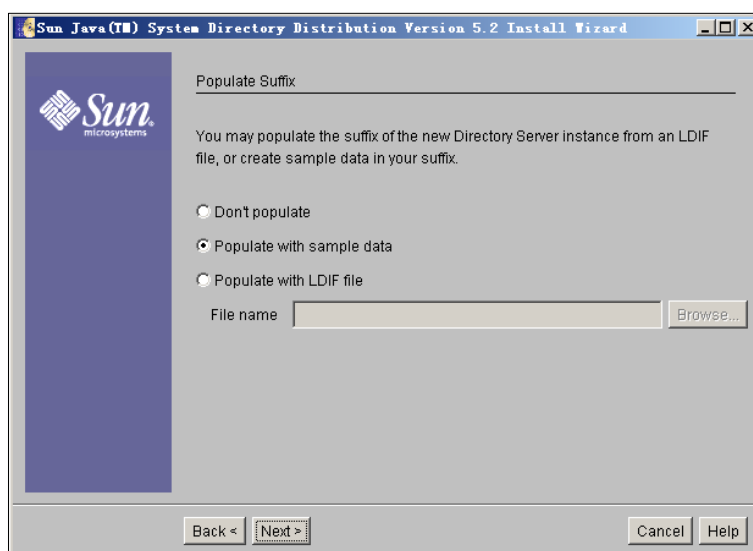 Sun Java(TM) System Directory Distribution Version 5.2 Install Wizard
Sun
microsystems
Populate Suffix
You may populate the suffix of the new Directory Server instance from an LDIF
file, or create sample data in your suffix.
Don't populate
Populate with sample data
Populate with LDIF file
File name
Browse...
Back <
Next >
Cancel
Help